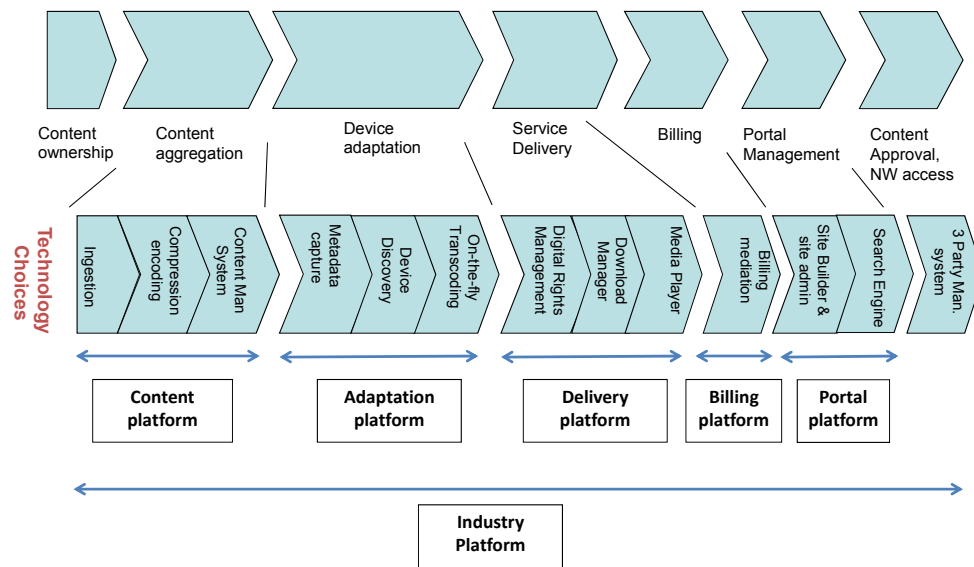 Content
ownership
Content
aggregation
Device
adaptation
Service
Delivery
Billing
Portal
Management
Content
Approval,
NW access
Technology
Choices
Ingestion
Compression
encoding
Content Man
System
Metadata
capture
Device
Discovery
On-the-fly
Transcoding
Digital Rights
Management
Download
Manager
Media Player
Billing
mediation
Site Builder &
site admin
Search Engine
3 Party Man.
system
Content
platform
Adaptation
platform
Delivery
platform
Billing
platform
Portal
platform
Industry
Platform